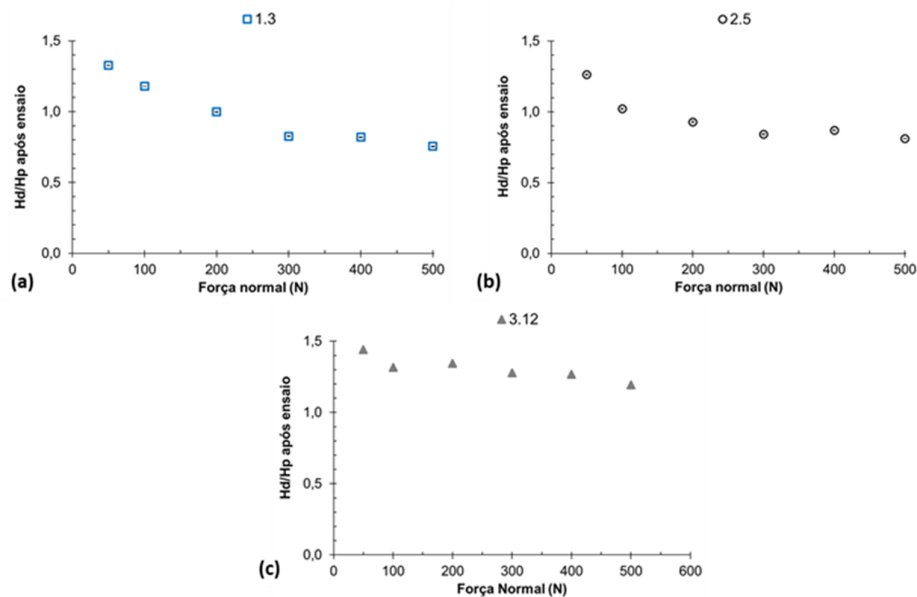 1.3
1,5
1,0
0,5
0,0
Hd/Hp após ensaio
0 100 200 300 400 500
Força normal (N)
(a)
2.5
1,5
1,0
0,5
0,0
Hd/Hp após ensaio
0 100 200 300 400 500
Força normal (N)
(b)
3.12
1,5
1,0
0,5
0,0
Hd/Hp após ensaio
0 100 200 300 400 500 600
Força Normal (N)
(c)